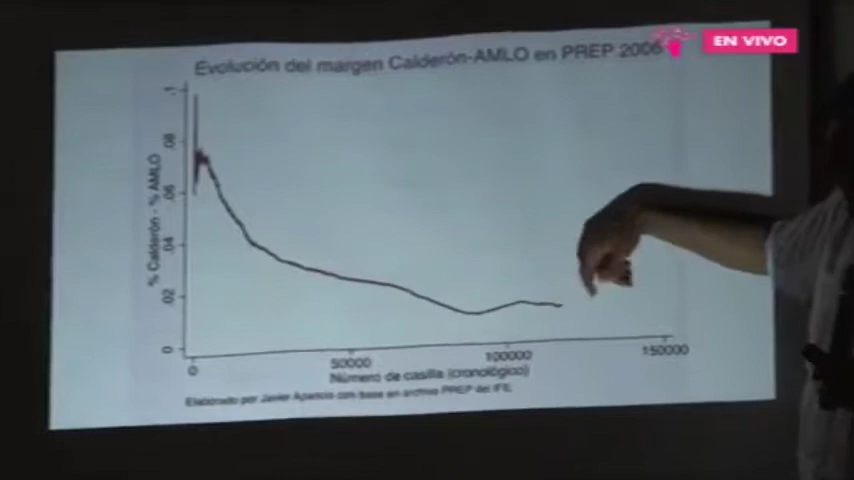 EN VIVO
Evolución del margen Calderón-AMLO en PREP 2006
.1
.08
.06
.04
.02
0
% Calderón - % AMLO
0 50000 100000 150000
Número de casilla (cronológico)
Elaborado por Javier Aparicio con base en archivo PREP del IFE